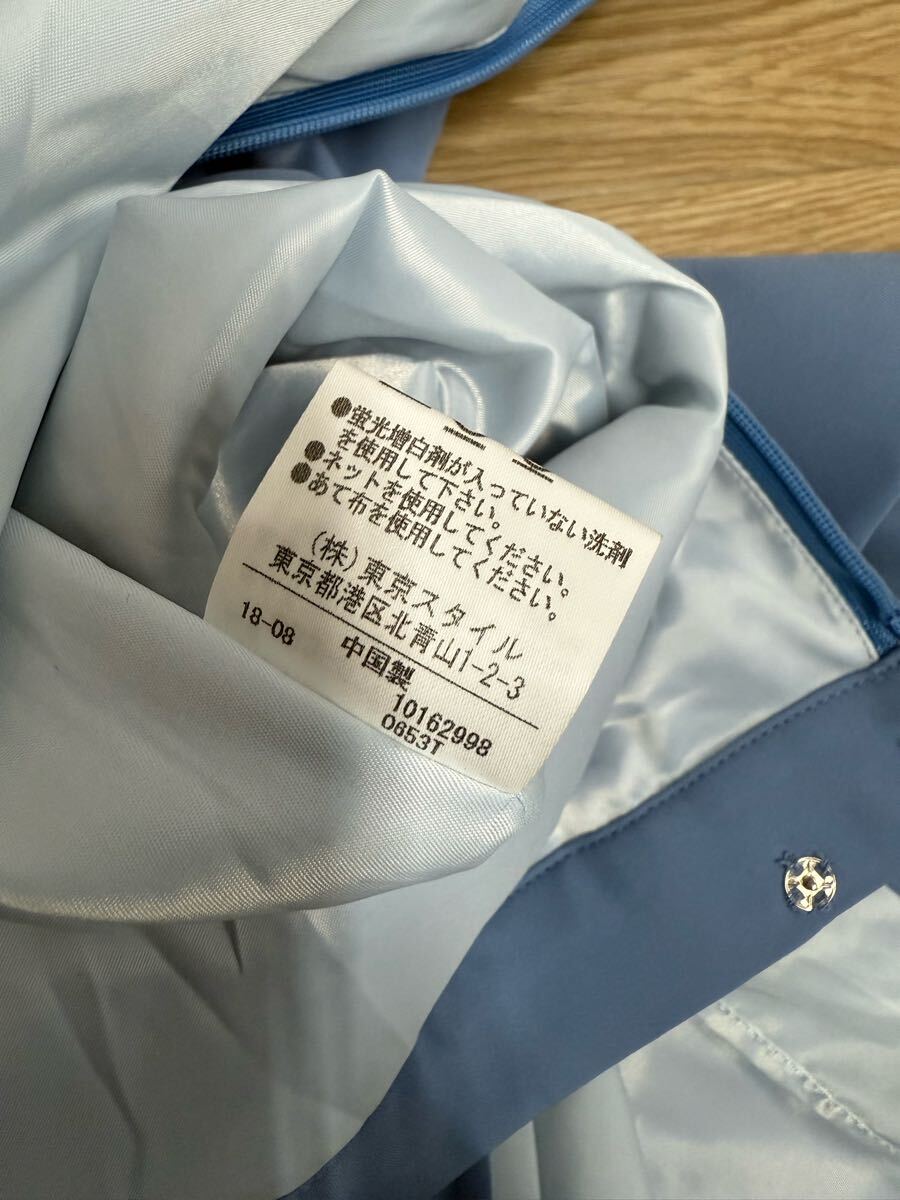 ●蛍光増白剤が入っていない洗剤
を使用して下さい。
●ネットを使用してください。
●あて布を使用してください。
(株)東京スタイル
東京都港区北青山1-2-3
18-08 中国製
10162998
0653T